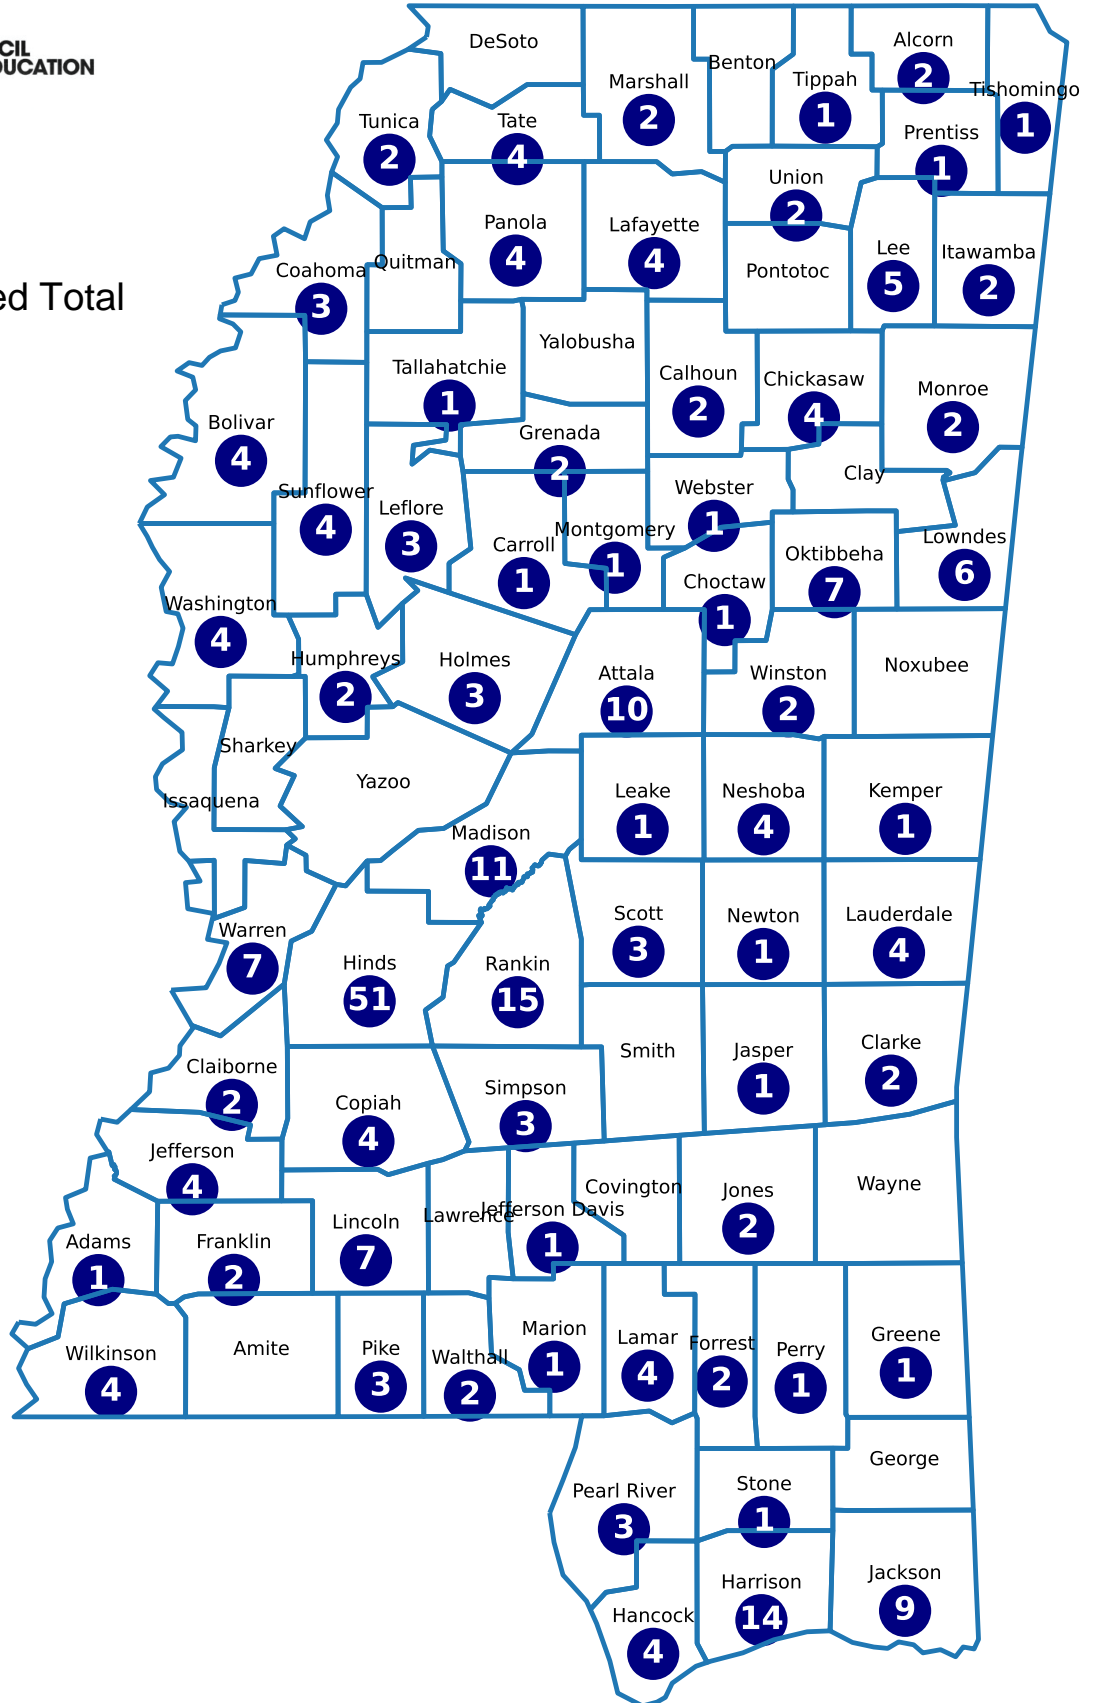 CIL
DUCATION
ed Total
DeSoto
Marshall
2
Benton
Tippah
1
Alcorn
2
Tishomingo
1
Tunica
2
Tate
4
Prentiss
1
Union
2
Panola
4
Lafayette
4
Pontotoc
Lee
5
Itawamba
2
Coahoma
3
Quitman
Yalobusha
Tallahatchie
1
Calhoun
2
Chickasaw
4
Monroe
2
Bolivar
4
Grenada
2
Clay
Sunflower
4
Leflore
3
Webster
1
Carroll
1
Montgomery
1
Oktibbeha
7
Lowndes
6
Choctaw
1
Washington
4
Humphreys
2
Holmes
3
Attala
10
Winston
2
Noxubee
Sharkey
Yazoo
Issaquena
Leake
1
Neshoba
4
Kemper
1
Madison
11
Warren
7
Hinds
51
Rankin
15
Scott
3
Newton
1
Lauderdale
4
Smith
Jasper
1
Clarke
2
Claiborne
2
Copiah
4
Simpson
3
Jefferson
4
Covington
Jones
2
Wayne
Lawrence
Jefferson Davis
1
Lincoln
7
Adams
1
Franklin
2
Wilkinson
4
Amite
Pike
3
Walthall
2
Marion
1
Lamar
4
Forrest
2
Perry
1
Greene
1
George
Pearl River
3
Stone
1
Hancock
4
Harrison
14
Jackson
9